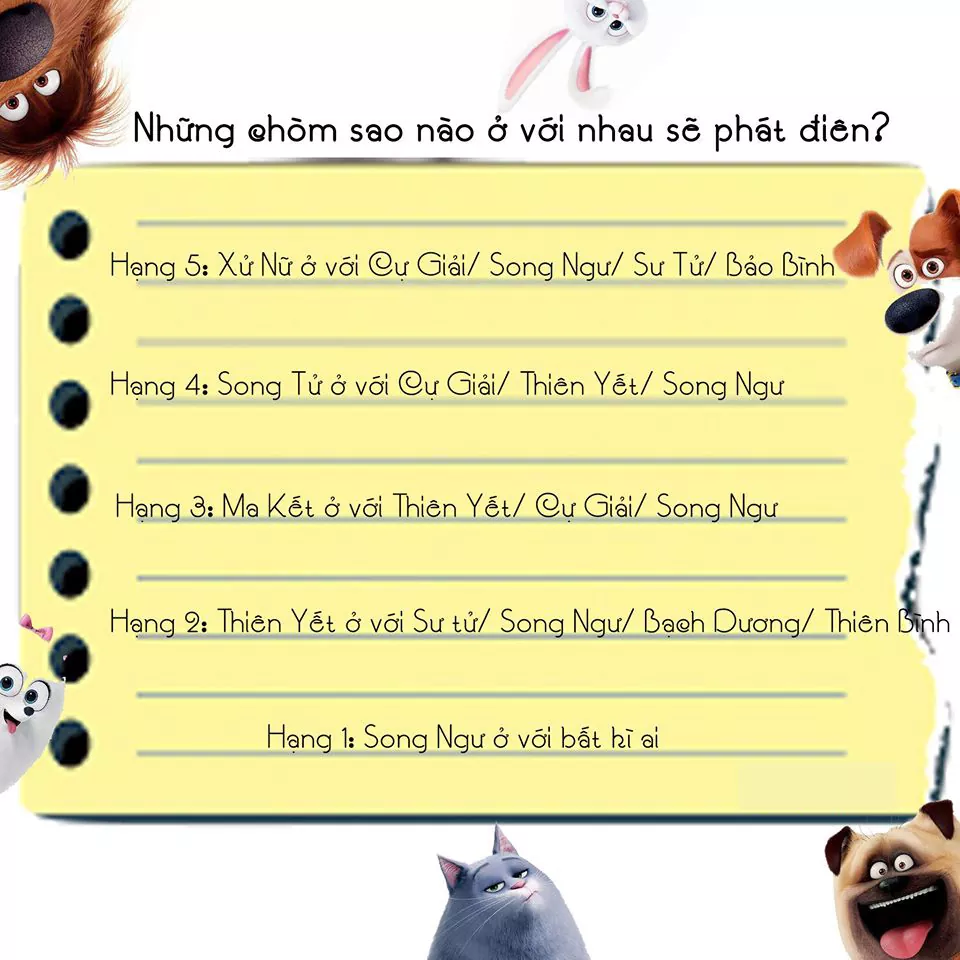 Những chòm sao nào ở với nhau sẽ phát điên?
Hạng 5: Xử Nữ ở với Cự Giải/ Song Ngư/ Sư Tử/ Bảo Bình
Hạng 4: Song Tử ở với Cự Giải/ Thiên Yết/ Song Ngư
Hạng 3: Ma Kết ở với Thiên Yết/ Cự Giải/ Song Ngư
Hạng 2: Thiên Yết ở với Sư tử/ Song Ngư/ Bạch Dương/ Thiên Bình
Hạng 1: Song Ngư ở với bất kì ai